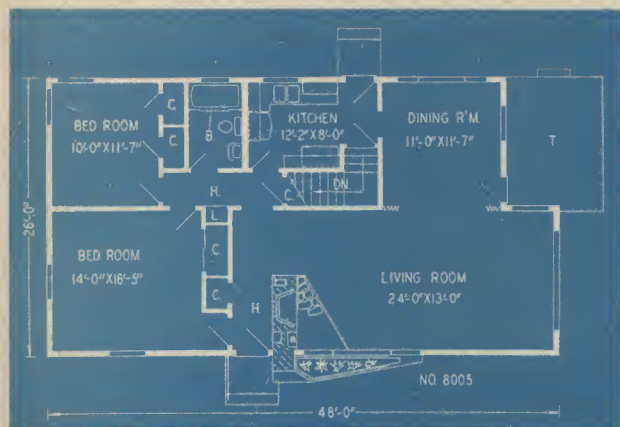 BED ROOM
10'-0"X11'-7"
C.
C.
B.
KITCHEN
12'-2"X8'-0"
DINING R'M.
11'-0"X11'-7"
T
H.
C.
DN.
L.
26'-0"
BED ROOM
14'-0"X16'-5"
C.
C.
H.
LIVING ROOM
24'-0"X13'-0"
NO. 8005
48'-0"